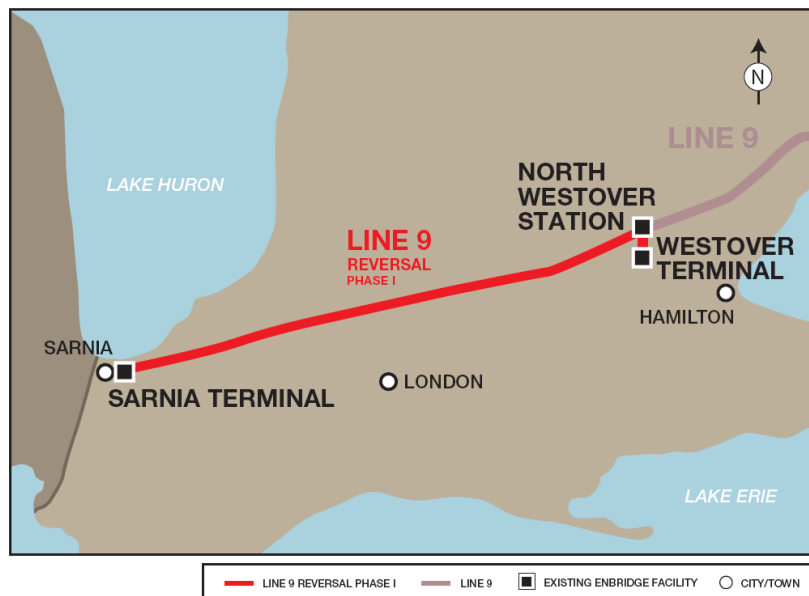 N
LINE 9
LAKE HURON
NORTH
WESTOVER
STATION
LINE 9
REVERSAL
PHASE I
WESTOVER
TERMINAL
HAMILTON
SARNIA
SARNIA TERMINAL
LONDON
LAKE ERIE
LINE 9 REVERSAL PHASE I
LINE 9
EXISTING ENBRIDGE FACILITY
CITY/TOWN